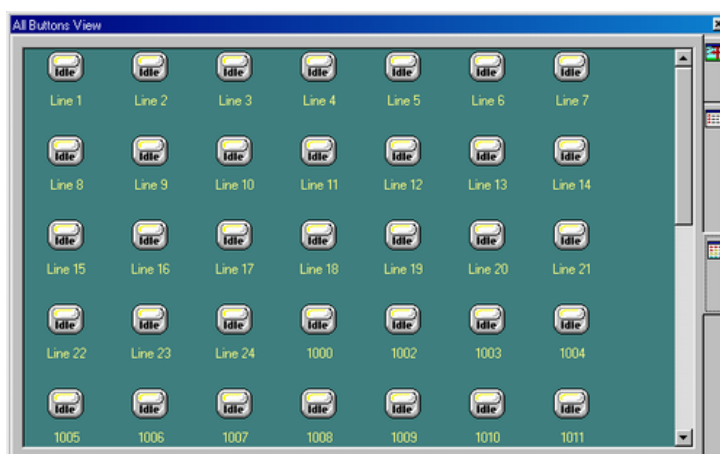 All Buttons View
Idle Idle Idle Idle Idle Idle Idle
Line 1 Line 2 Line 3 Line 4 Line 5 Line 6 Line 7
Idle Idle Idle Idle Idle Idle Idle
Line 8 Line 9 Line 10 Line 11 Line 12 Line 13 Line 14
Idle Idle Idle Idle Idle Idle Idle
Line 15 Line 16 Line 17 Line 18 Line 19 Line 20 Line 21
Idle Idle Idle Idle Idle Idle Idle
Line 22 Line 23 Line 24 1000 1002 1003 1004
Idle Idle Idle Idle Idle Idle Idle
1005 1006 1007 1008 1009 1010 1011